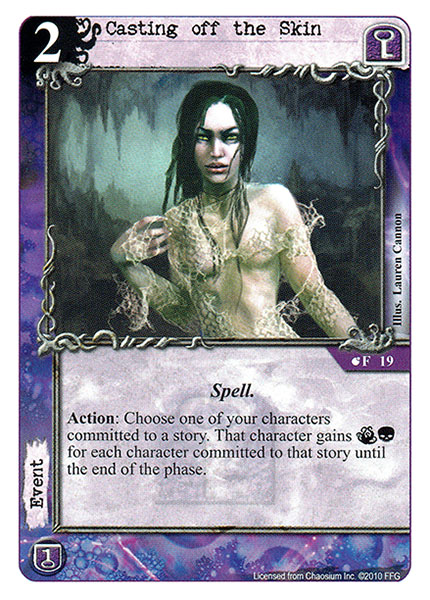 2
Casting off the Skin
Illus. Lauren Cannon
F 19
Spell.
Action: Choose one of your characters
committed to a story. That character gains
for each character committed to that story until
the end of the phase.
Event
1
Licensed from Chaosium Inc. ©2010 FFG